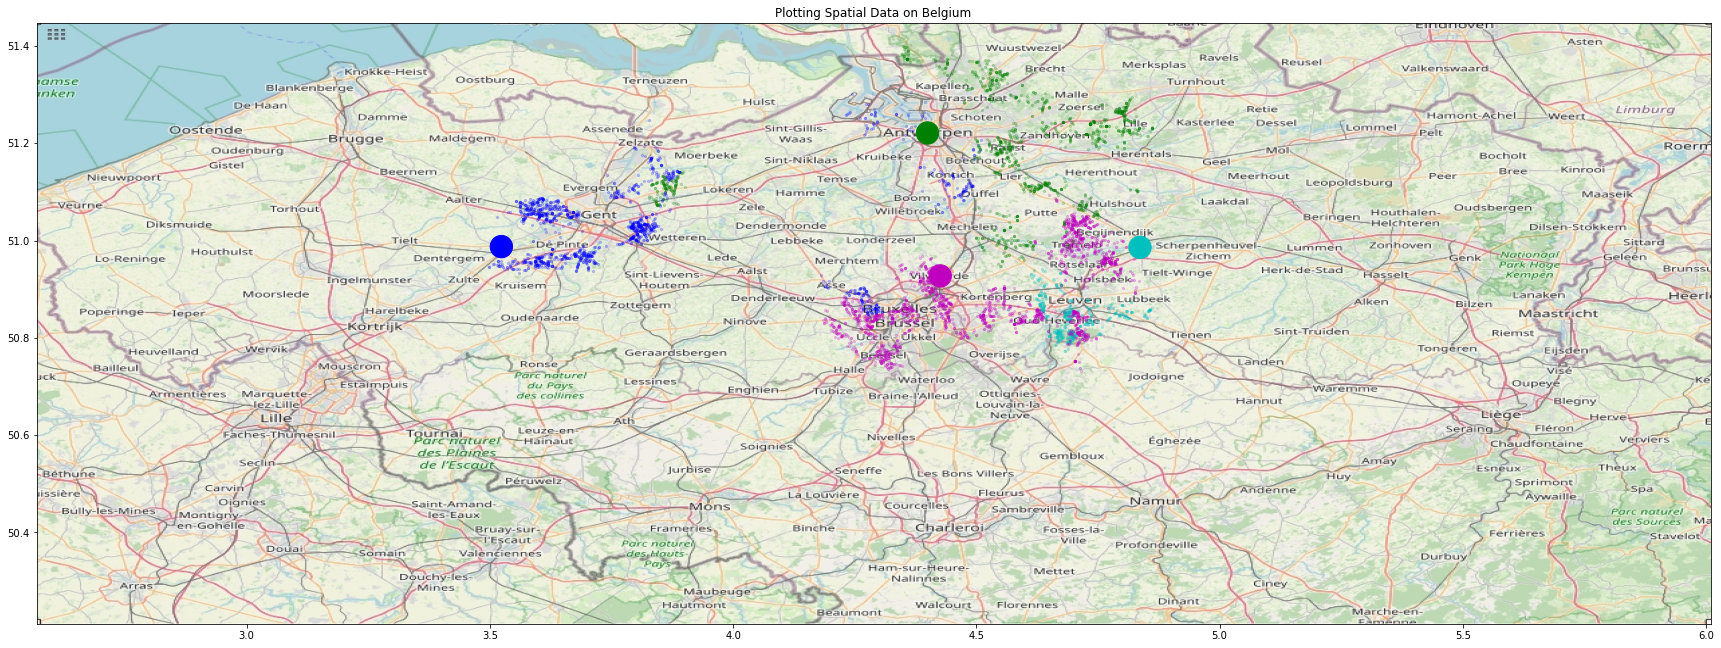 Plotting Spatial Data on Belgium
51.4
51.2
51.0
50.8
50.6
50.4
Eindhoven
Wuustwezel
Asten
Knokke-Heist
Oostburg
Terneuzen
Brecht
Merksplas
Ravels
Reusel
Valkenswaard
Blankenberge
Kapellen
Turnhout
De Haan
Hulst
Brasschaat
Malle
Zoersel
Retie
Limburg
Damme
Schoten
Lille
Kasterlee
Dessel
Hamont-Achel
Weert
Oostende
Brugge
Maldegem
Assenede
Sint-Gillis-
Waas
Zandhoven
Lommel
Pelt
Oudenburg
Zelzate
Gistel
Moerbeke
Sint-Niklaas
Kruibeke
Boechout
Herentals
Geel
Mol
Bocholt
Nieuwpoort
Beernem
Evergem
Lokeren
Temse
Lier
Herenthout
Meerhout
Leopoldsburg
Peer
Bree
Kinrooi
Maaseik
Veurne
Torhout
Aalter
Gent
Hamme
Zele
Boom
Duffel
Willebroek
Putte
Hulshout
Laakdal
Beringen
Houthalen-
Helchteren
Oudsbergen
Diksmuide
Dendermonde
Mechelen
Begijnendijk
Dilsen-Stokkem
Tielt
De Pinte
Wetteren
Lebbeke
Londerzeel
Scherpenheuvel-
Zichem
Lummen
Zonhoven
Sittard
Lo-Reninge
Houthulst
Dentergem
Lede
Merchtem
Rotselaar
Genk
Nationaal
Park Hoge
Kempen
Geleen
Zulte
Kruisem
Sint-Lievens-
Houtem
Aalst
Asse
Holsbeek
Tielt-Winge
Herk-de-Stad
Hasselt
Moorslede
Ingelmunster
Denderleeuw
Kortenberg
Leuven
Lubbeek
Alken
Bilzen
Lanaken
Poperinge
Ieper
Harelbeke
Zottegem
Bruxelles
Brussel
Maastricht
Kortrijk
Oudenaarde
Ninove
Tienen
Sint-Truiden
Riemst
Heuvelland
Wervik
Geraardsbergen
Uccle - Ukkel
Overijse
Landen
Tongeren
Eijsden
Bailleul
Mouscron
Ronse
Halle
Visé
Armentières
Estaimpuis
Parc naturel
du Pays
des collines
Lessines
Enghien
Tubize
Waterloo
Wavre
Jodoigne
Waremme
Oupeye
Marquette-
lez-Lille
Braine-l'Alleud
Ottignies-
Louvain-la-
Neuve
Hannut
Blegny
Lille
Ath
Liège
Herve
Faches-Thumesnil
Tournai
Leuze-en-
Hainaut
Nivelles
Éghezée
Seraing
Fléron
Verviers
Chaudfontaine
Parc naturel
des Plaines
de l'Escaut
Soignies
Gembloux
Amay
Seclin
Jurbise
Seneffe
Les Bons Villers
Huy
Esneux
Theux
Béthune
Carvin
Péruwelz
La Louvière
Fleurus
Andenne
Sprimont
Spa
Oignies
Saint-Amand-
les-Eaux
Mons
Courcelles
Sambreville
Namur
Aywaille
Bully-les-Mines
Montigny-
en-Gohelle
Bruay-sur-
l'Escaut
Frameries
Binche
Charleroi
Fosses-la-
Ville
Parc naturel
des Sources
Ferrières
Stavelot
Douai
Somain
Valenciennes
Parc naturel
des Hauts
Pays
Profondeville
Durbuy
Arras
Douchy-les-
Mines
Maubeuge
Ham-sur-Heure-
Nalinnes
Mettet
Ciney
Hautmont
Beaumont
Walcourt
Florennes
Dinant
Marche-en-
Famenne
3.0 3.5 4.0 4.5 5.0 5.5 6.0